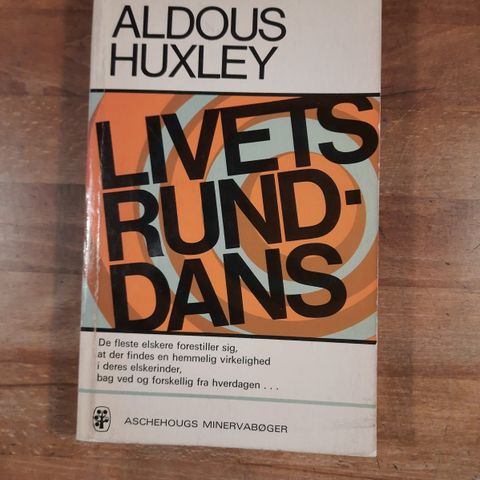 ALDOUS
HUXLEY
LIVETS
RUND-
DANS
De fleste elskere forestiller sig,
at der findes en hemmelig virkelighed
i deres elskerinder,
bag ved og forskellig fra hverdagen . . .
ASCHEHOUGS MINERVABØGER